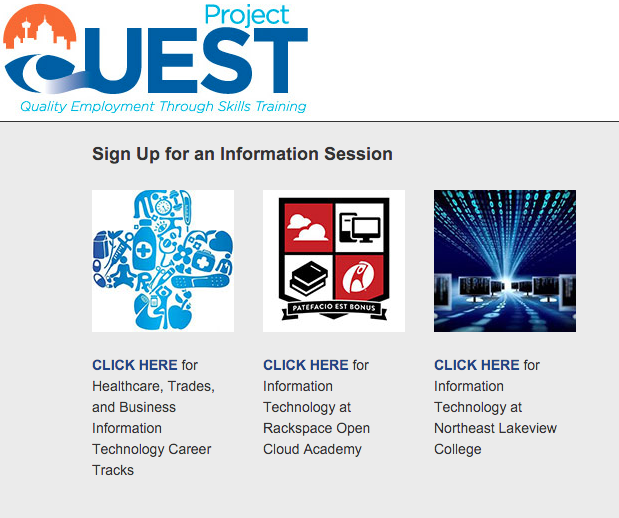 Project
QUEST
Quality Employment Through Skills Training
Sign Up for an Information Session
PATEFACIO EST BONUS
CLICK HERE for
Healthcare, Trades,
and Business
Information
Technology Career
Tracks
CLICK HERE for
Information
Technology at
Rackspace Open
Cloud Academy
CLICK HERE for
Information
Technology at
Northeast Lakeview
College